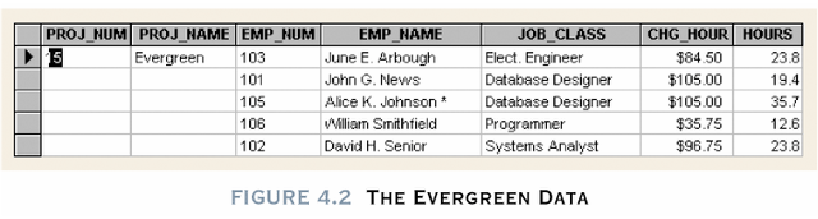 PROJ_NUM PROJ_NAME EMP_NUM EMP_NAME JOB_CLASS CHG_HOUR HOURS
15 Evergreen 103 June E. Arbough Elect. Engineer $84.50 23.8
101 John G. News Database Designer $105.00 19.4
105 Alice K. Johnson * Database Designer $105.00 35.7
106 William Smithfield Programmer $35.75 12.6
102 David H. Senior Systems Analyst $96.75 23.8
FIGURE 4.2 THE EVERGREEN DATA